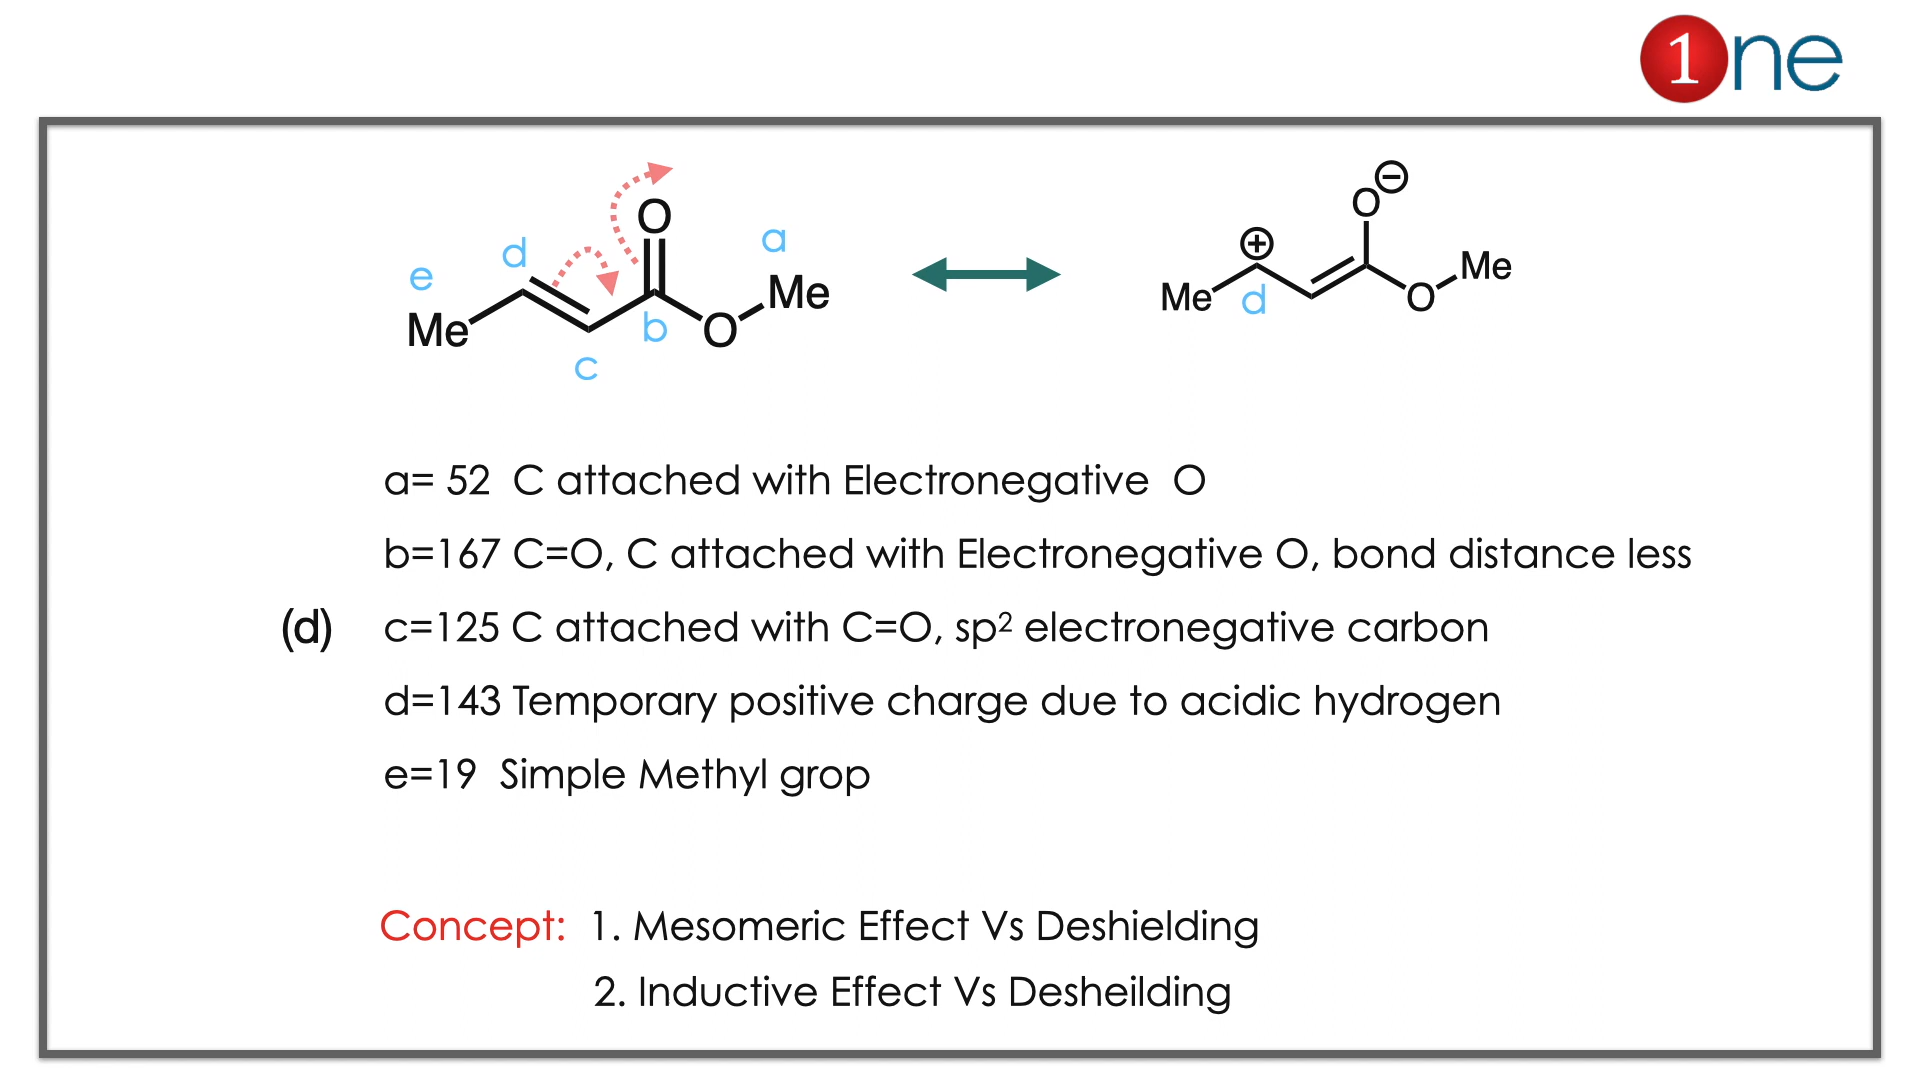 1ne
O
a
d
Me
e
Me
b
O
c
O
⊖
⊕
Me
Me
d
O
a= 52 C attached with Electronegative O
b=167 C=O, C attached with Electronegative O, bond distance less
(d) c=125 C attached with C=O, sp² electronegative carbon
d=143 Temporary positive charge due to acidic hydrogen
e=19 Simple Methyl grop
Concept: 1. Mesomeric Effect Vs Deshielding
2. Inductive Effect Vs Desheilding